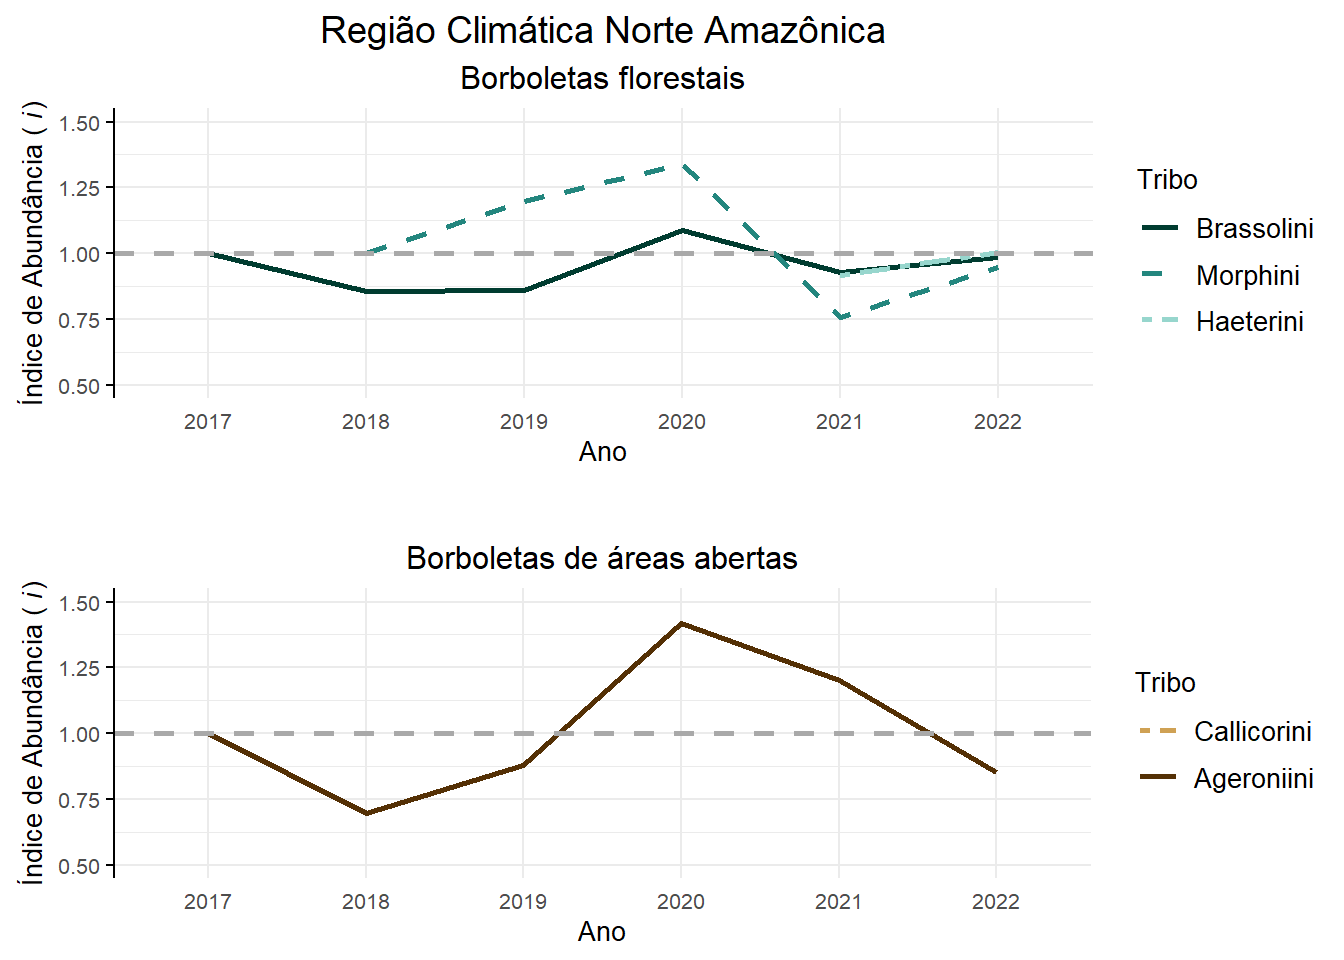 Região Climática Norte Amazônica
Borboletas florestais
Índice de Abundância ( i)
1.50
1.25
1.00
0.75
0.50
2017 2018 2019 2020 2021 2022
Ano
Tribo
Brassolini
Morphini
Haeterini
Borboletas de áreas abertas
Índice de Abundância ( i)
1.50
1.25
1.00
0.75
0.50
2017 2018 2019 2020 2021 2022
Ano
Tribo
Callicorini
Ageroniini